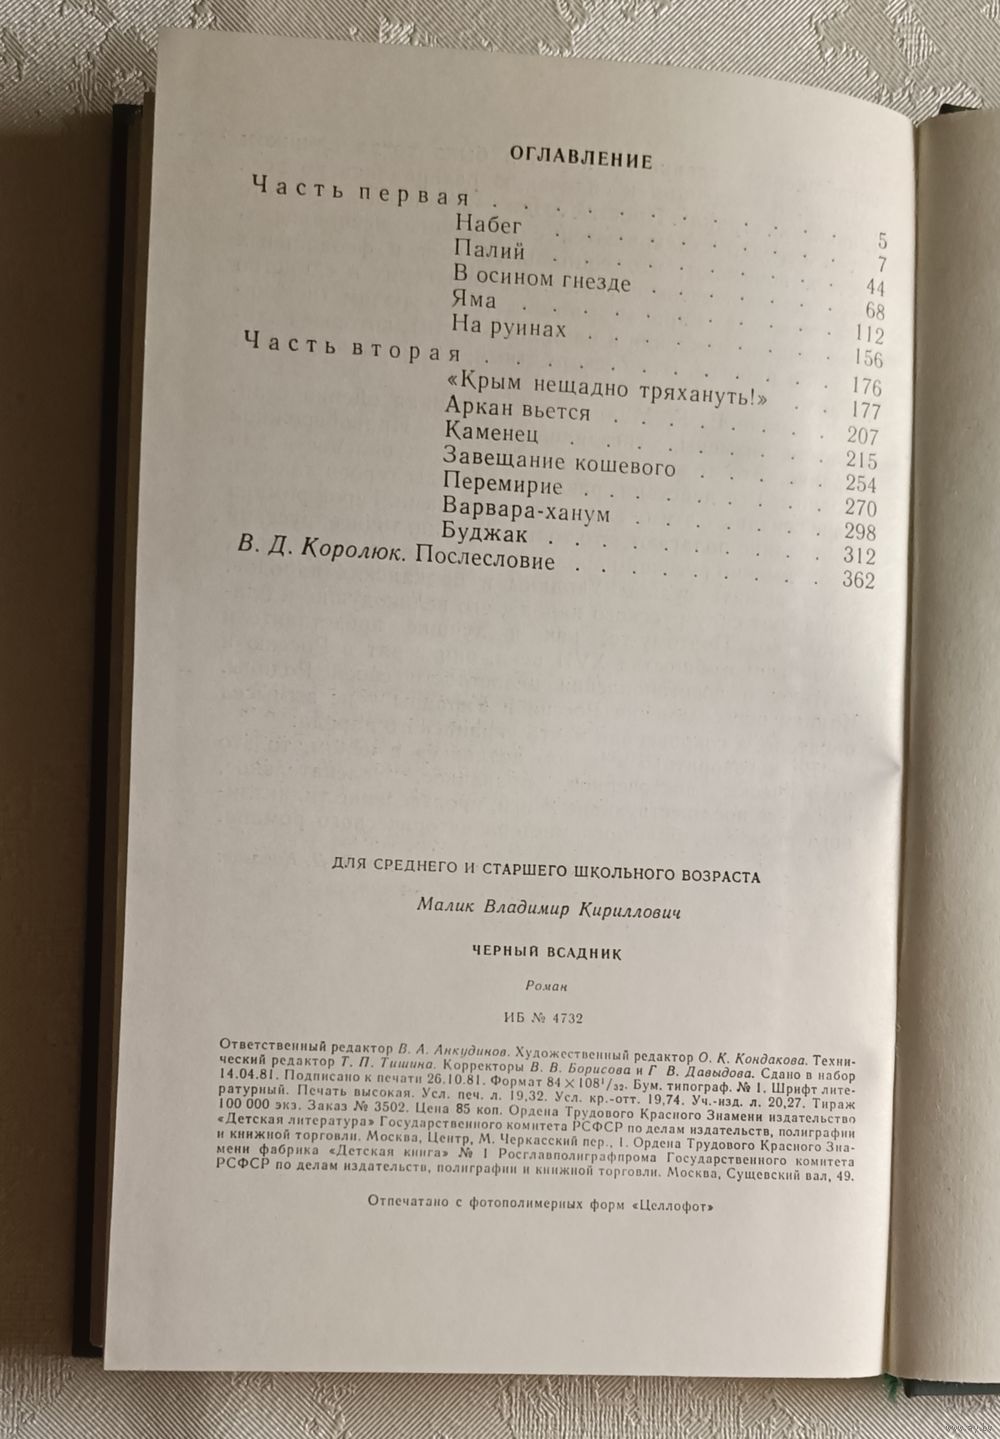 ОГЛАВЛЕНИЕ
Часть первая . . . . . . . . . . . 5
Набег . . . . . . . . . . 7
Палий . . . . . . . . . . 44
В осином гнезде . . . . . . . 68
Яма . . . . . . . . . . 112
На руинах . . . . . . . . . 156
Часть вторая . . . . . . . . . . . 176
«Крым нещадно тряхануть!» . . 177
Аркан вьется . . . . . . . . 207
Каменец . . . . . . . . . 215
Завещание кошевого . . . . . 254
Перемирие . . . . . . . . 270
Варвара-ханум . . . . . . . 298
Буджак . . . . . . . . . 312
В. Д. Королюк. Послесловие . . . . . . . . 362
ДЛЯ СРЕДНЕГО И СТАРШЕГО ШКОЛЬНОГО ВОЗРАСТА
Малик Владимир Кириллович
ЧЕРНЫЙ ВСАДНИК
Роман
ИБ № 4732
Ответственный редактор В. А. Анкудинов. Художественный редактор О. К. Кондакова. Техни-
ческий редактор Т. П. Тишина. Корректоры В. В. Борисова и Г. В. Давыдова. Сдано в набор
14.04.81. Подписано к печати 26.10.81. Формат 84×108¹/₃₂. Бум. типограф. № 1. Шрифт лите-
ратурный. Печать высокая. Усл. печ. л. 19,32. Усл. кр.-отт. 19,74. Уч.-изд. л. 20,27. Тираж
100 000 экз. Заказ № 3502. Цена 85 коп. Ордена Трудового Красного Знамени издательство
«Детская литература» Государственного комитета РСФСР по делам издательств, полиграфии
и книжной торговли. Москва, Центр, М. Черкасский пер., 1. Ордена Трудового Красного Зна-
мени фабрика «Детская книга» № 1 Росглавполиграфпрома Государственного комитета
РСФСР по делам издательств, полиграфии и книжной торговли. Москва, Сущевский вал, 49.
Отпечатано с фотополимерных форм «Целлофот»